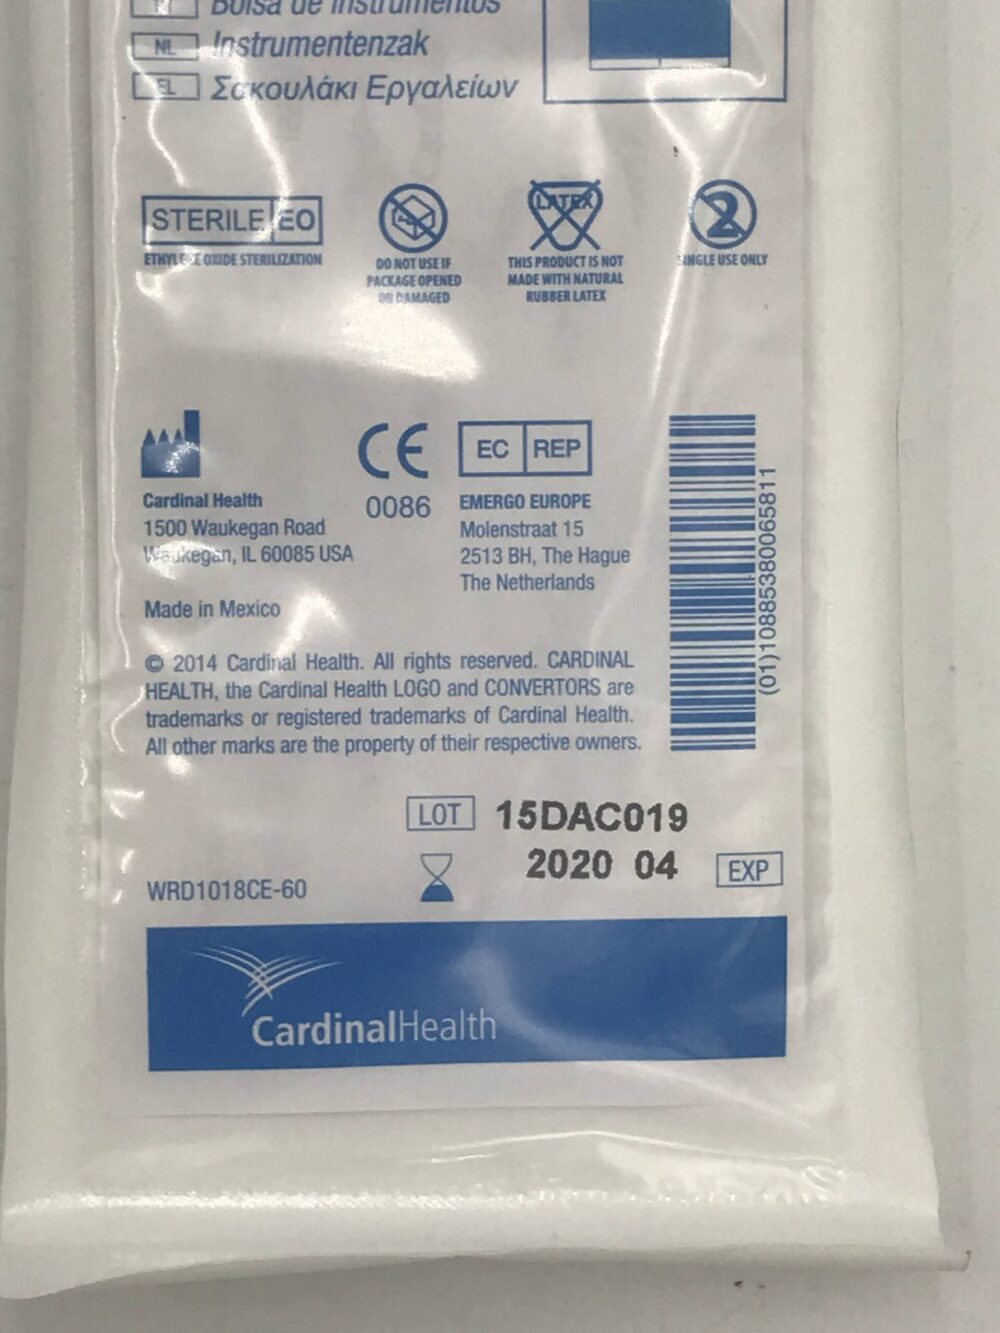 PT Bolsa de Instrumentos
NL Instrumentenzak
EL Σακουλάκι Εργαλείων
STERILE EO
ETHYLENE OXIDE STERILIZATION
DO NOT USE IF
PACKAGE OPENED
OR DAMAGED
LATEX
THIS PRODUCT IS NOT
MADE WITH NATURAL
RUBBER LATEX
2
SINGLE USE ONLY
Cardinal Health
1500 Waukegan Road
Waukegan, IL 60085 USA
Made in Mexico
CE
0086
EC REP
EMERGO EUROPE
Molenstraat 15
2513 BH, The Hague
The Netherlands
(01)10885380065811
© 2014 Cardinal Health. All rights reserved. CARDINAL
HEALTH, the Cardinal Health LOGO and CONVERTORS are
trademarks or registered trademarks of Cardinal Health.
All other marks are the property of their respective owners.
LOT 15DAC019
2020 04 EXP
WRD1018CE-60
CardinalHealth